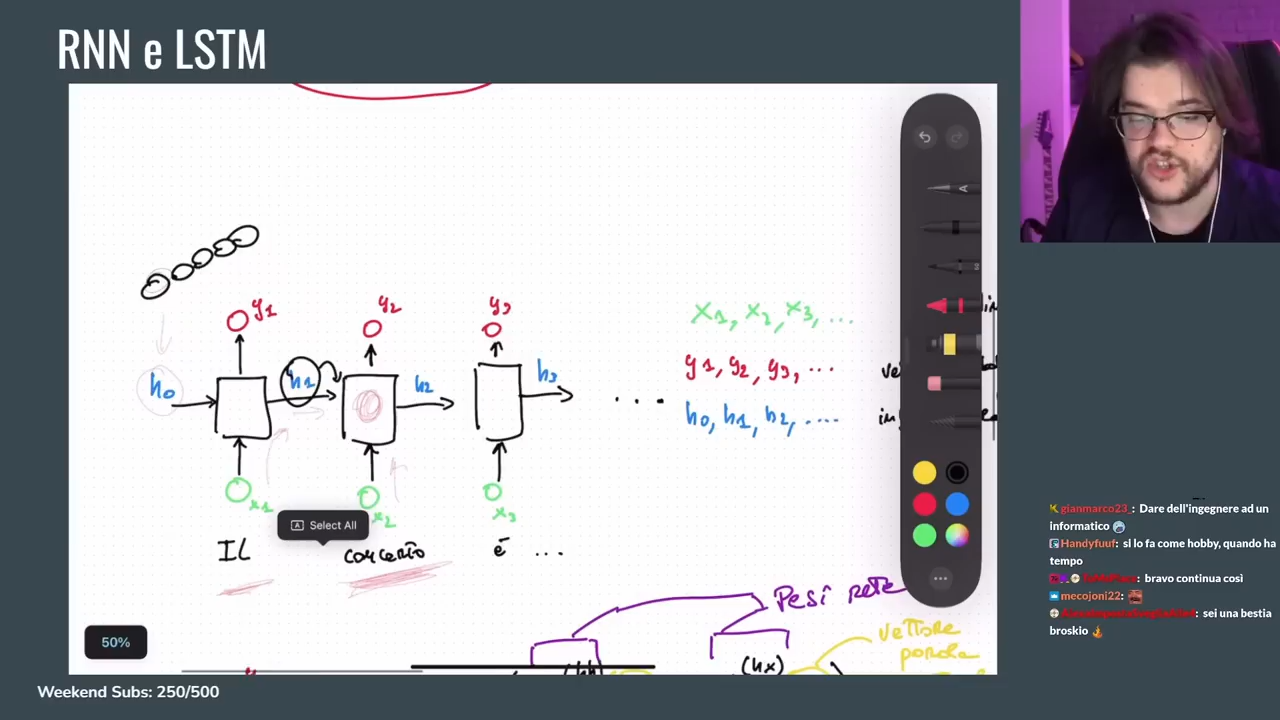 RNN e LSTM
y1 y2 y3
x1, x2, x3, ...
y1, y2, y3, ...
h0 h1 h2 h3
...
h0, h1, h2, ....
x1 x2 x3
Select All
IL concerto è ...
Pesi rete
vettore
parola
(hx)
50%
Weekend Subs: 250/500
gianmarco23_: Dare dell'ingegnere ad un
informatico
Handyfuuf: si lo fa come hobby, quando ha
tempo
bravo continua così
mecojoni22:
sei una bestia
broskio